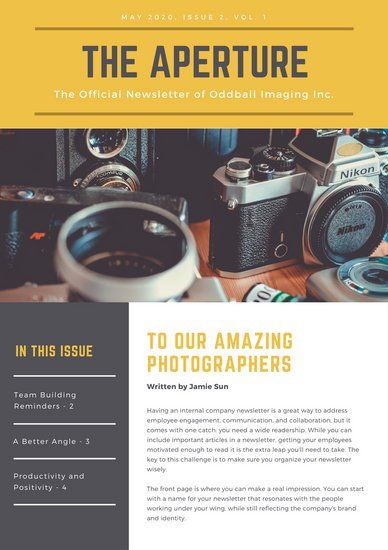 MAY 2020. ISSUE 2, VOL. 1
THE APERTURE
The Official Newsletter of Oddball Imaging Inc.
Nikon
Nikon
IN THIS ISSUE
Team Building
Reminders - 2
A Better Angle - 3
Productivity and
Positivity - 4
TO OUR AMAZING
PHOTOGRAPHERS
Written by Jamie Sun
Having an internal company newsletter is a great way to address
employee engagement, communication, and collaboration, but it
comes with one catch: you need a wide readership. While you can
include important articles in a newsletter, getting your employees
motivated enough to read it is the extra leap you'll need to take. The
key to this challenge is to make sure you organize your newsletter
wisely.
The front page is where you can make a real impression. You can start
with a name for your newsletter that resonates with the people
working under your wing, while still reflecting the company's brand
and identity.